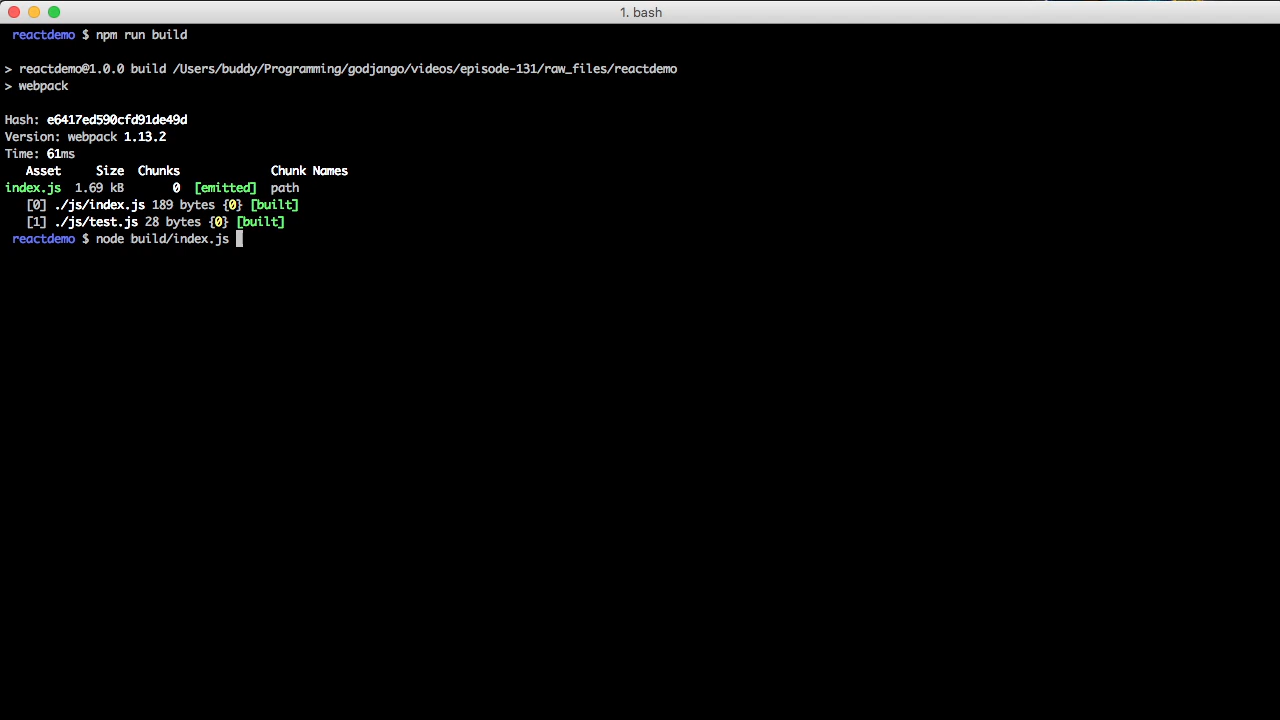 1. bash
reactdemo $ npm run build
> reactdemo@1.0.0 build /Users/buddy/Programming/godjango/videos/episode-131/raw_files/reactdemo
> webpack
Hash: e6417ed590cfd91de49d
Version: webpack 1.13.2
Time: 61ms
Asset Size Chunks Chunk Names
index.js 1.69 kB 0 [emitted] path
[0] ./js/index.js 189 bytes {0} [built]
[1] ./js/test.js 28 bytes {0} [built]
reactdemo $ node build/index.js